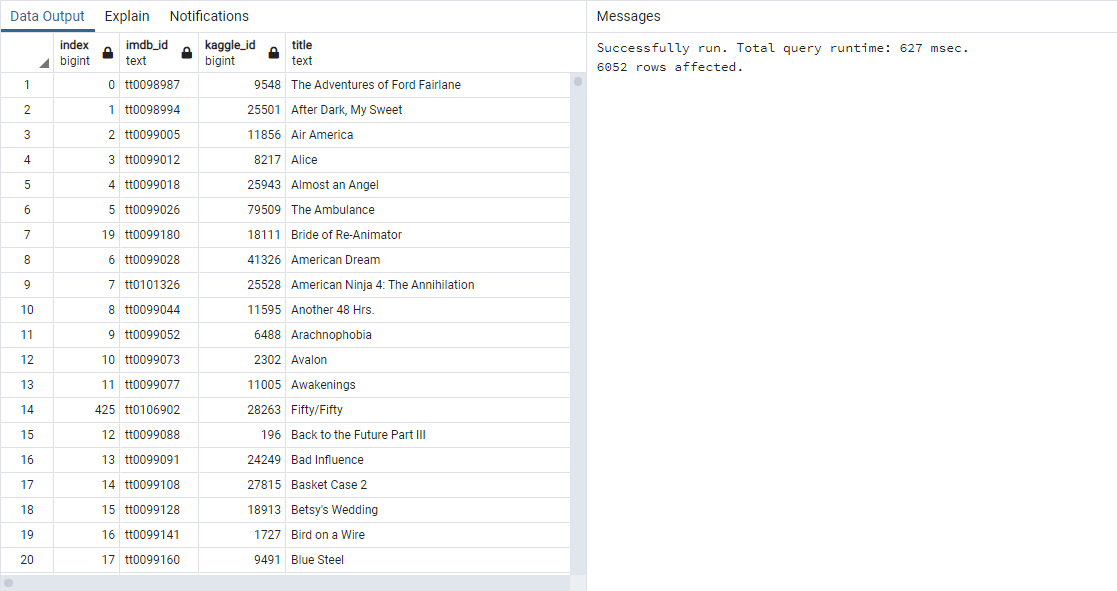 Data Output Explain Notifications Messages
index imdb_id kaggle_id title
bigint text bigint text
1 0 tt0098987 9548 The Adventures of Ford Fairlane
2 1 tt0098994 25501 After Dark, My Sweet
3 2 tt0099005 11856 Air America
4 3 tt0099012 8217 Alice
5 4 tt0099018 25943 Almost an Angel
6 5 tt0099026 79509 The Ambulance
7 19 tt0099180 18111 Bride of Re-Animator
8 6 tt0099028 41326 American Dream
9 7 tt0101326 25528 American Ninja 4: The Annihilation
10 8 tt0099044 11595 Another 48 Hrs.
11 9 tt0099052 6488 Arachnophobia
12 10 tt0099073 2302 Avalon
13 11 tt0099077 11005 Awakenings
14 425 tt0106902 28263 Fifty/Fifty
15 12 tt0099088 196 Back to the Future Part III
16 13 tt0099091 24249 Bad Influence
17 14 tt0099108 27815 Basket Case 2
18 15 tt0099128 18913 Betsy's Wedding
19 16 tt0099141 1727 Bird on a Wire
20 17 tt0099160 9491 Blue Steel
Successfully run. Total query runtime: 627 msec.
6052 rows affected.